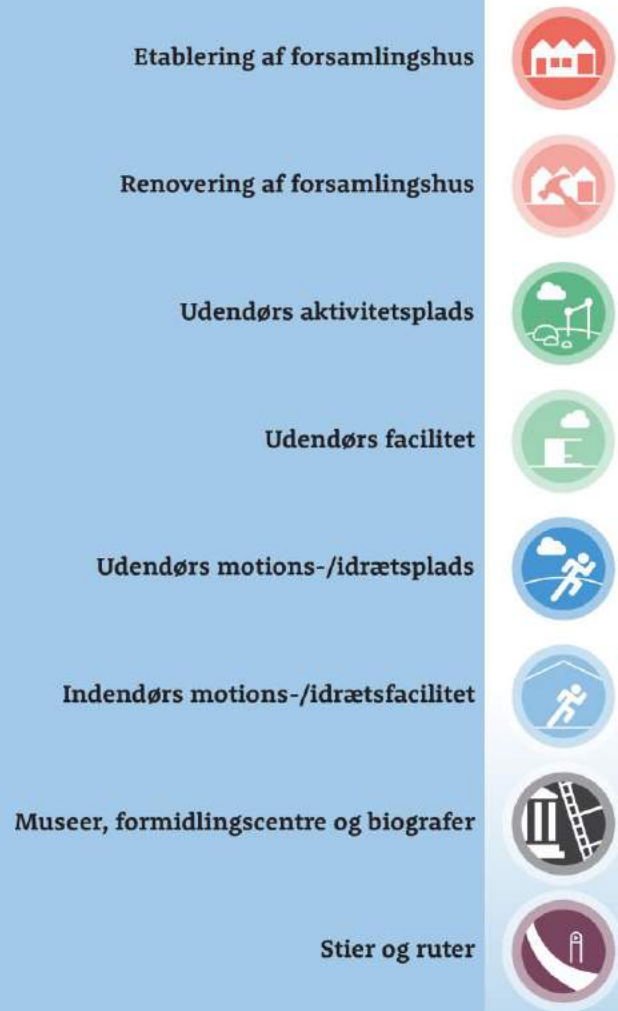 Etablering af forsamlingshus
Renovering af forsamlingshus
Udendørs aktivitetsplads
Udendørs facilitet
Udendørs motions-/idrætsplads
Indendørs motions-/idrætsfacilitet
Museer, formidlingscentre og biografer
Stier og ruter